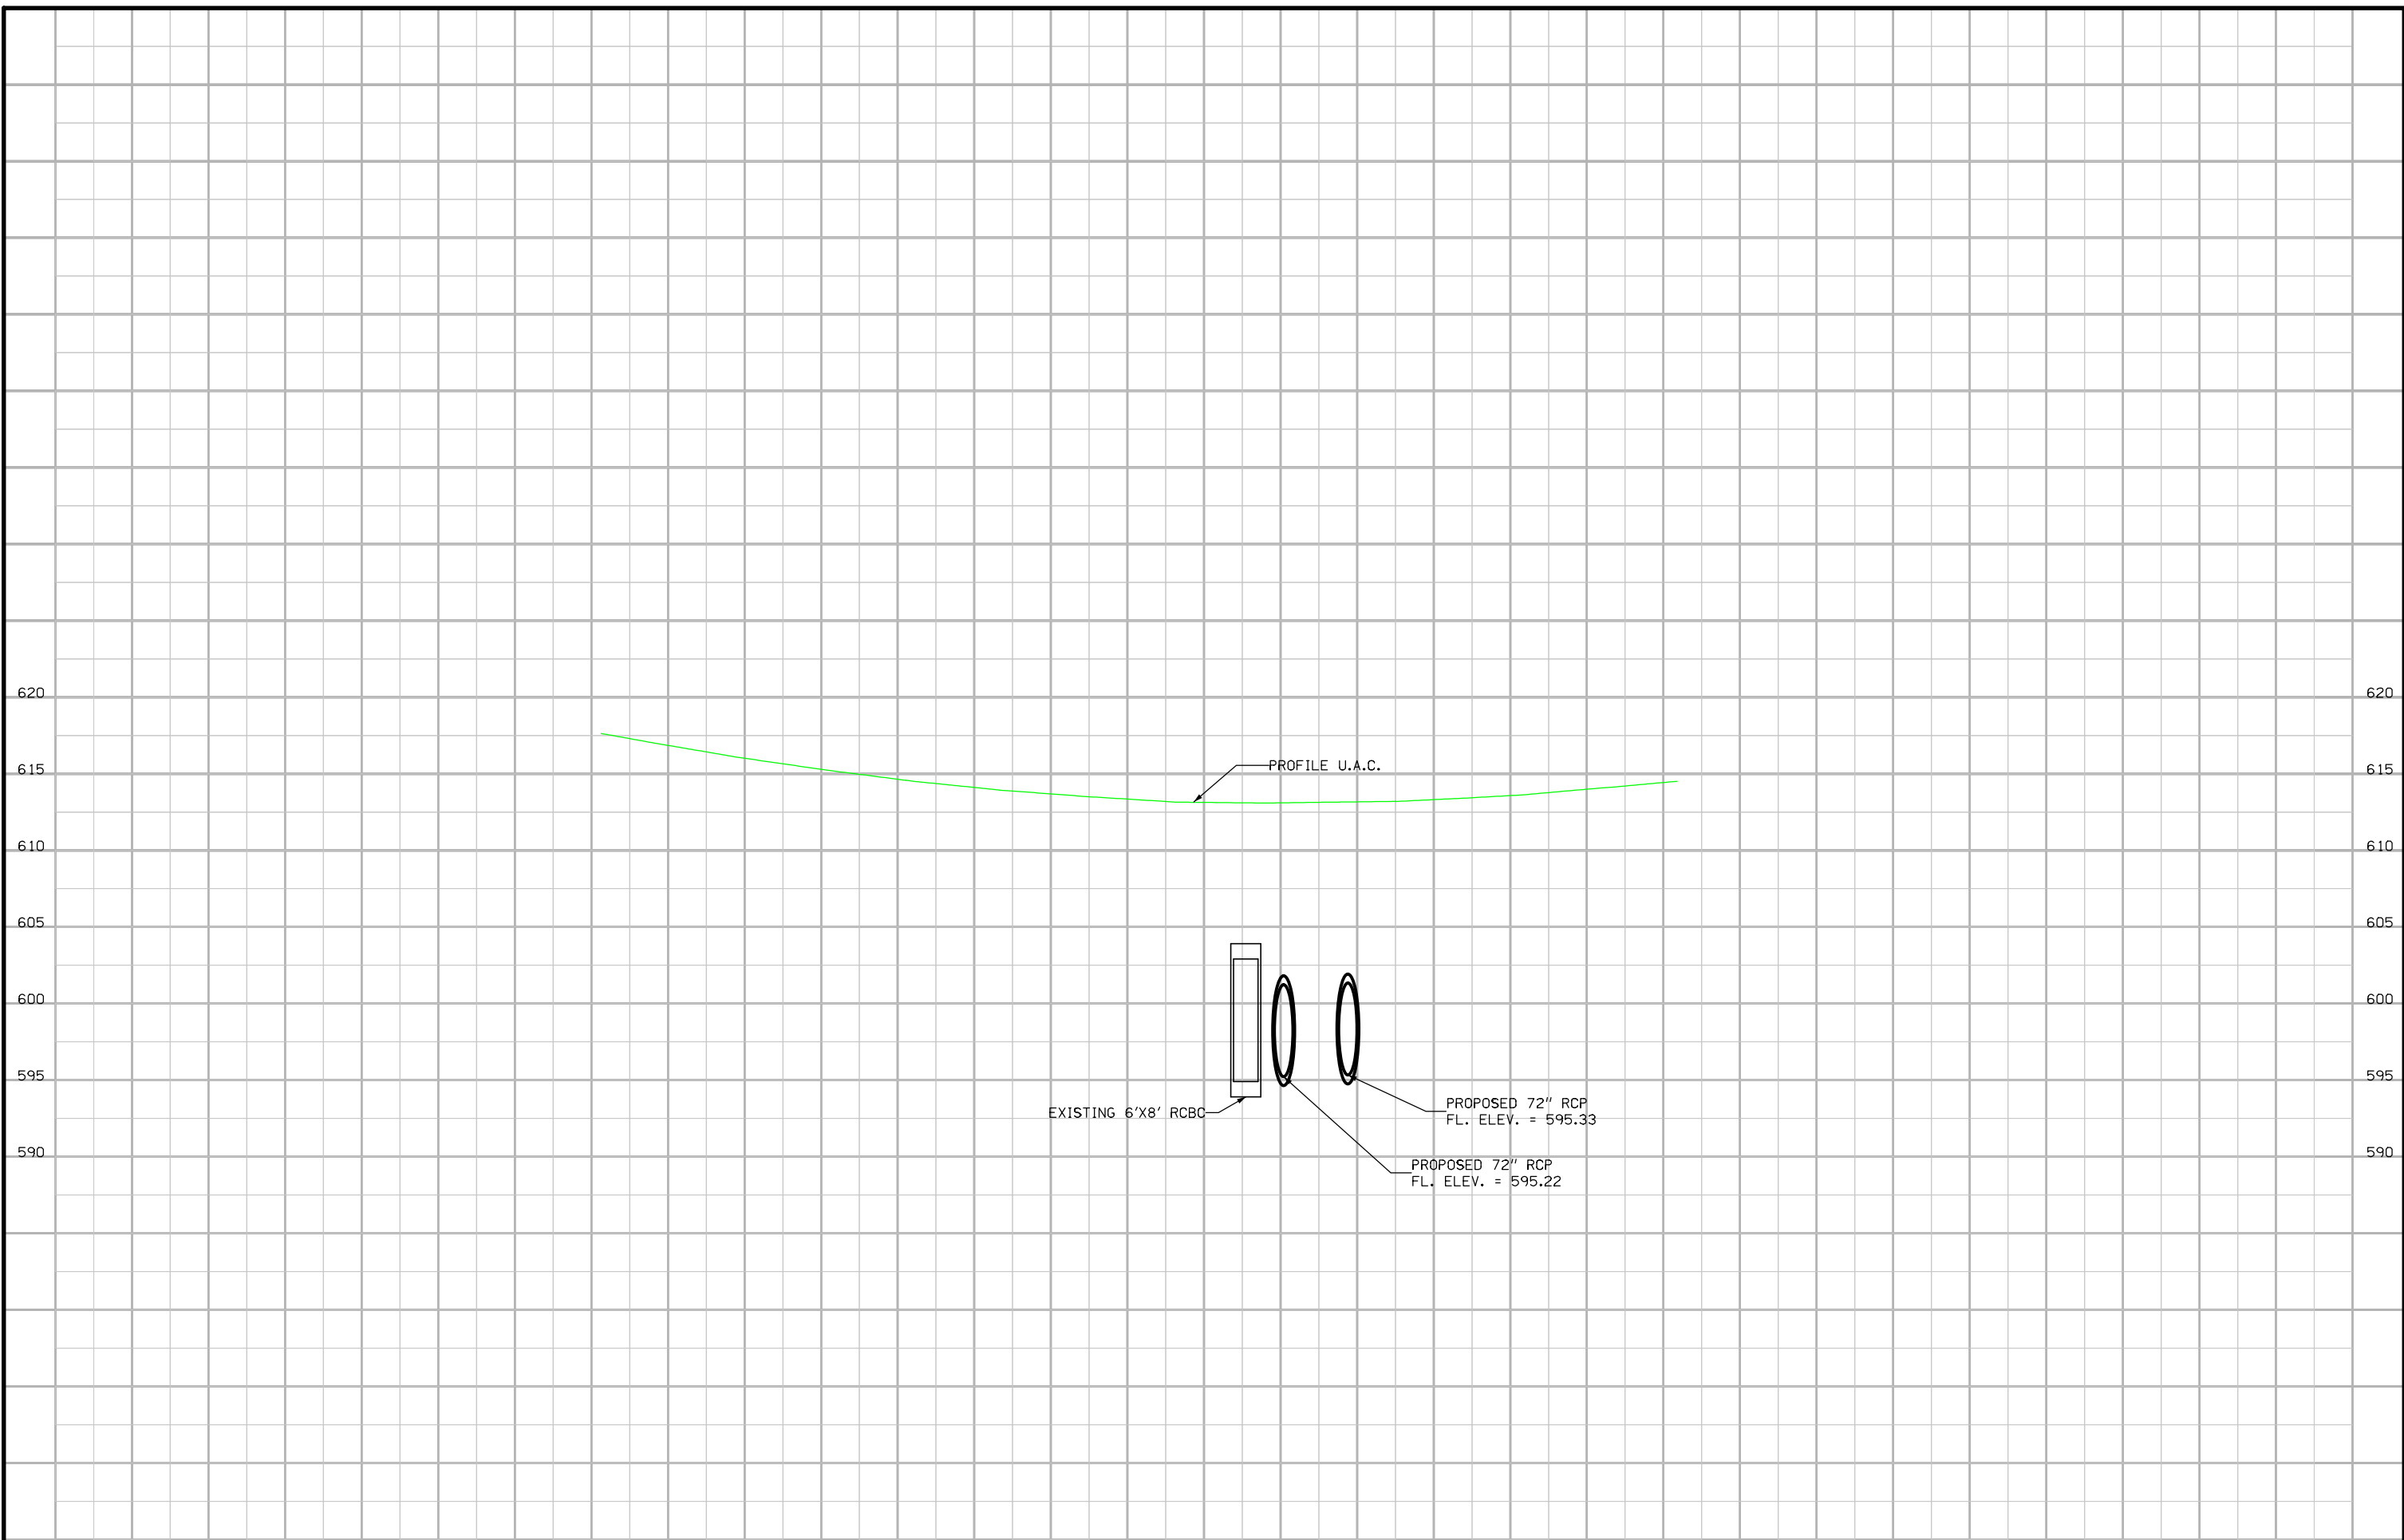 620 620
PROFILE U.A.C.
615 615
610 610
605 605
600 600
595 595
EXISTING 6'X8' RCBC
PROPOSED 72" RCP
FL. ELEV. = 595.33
590 590
PROPOSED 72" RCP
FL. ELEV. = 595.22